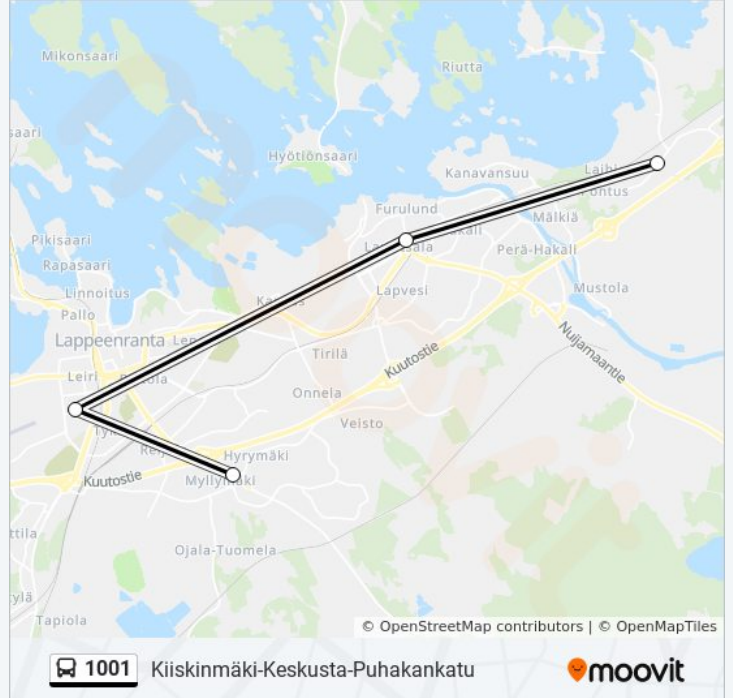 Mikonsaari
Riutta
saari
Hyötiönsaari
Kanavansuu
Furulund
Mälkiä
Pikisaari
Perä-Hakali
Rapasaari
Mustola
Linnoitus
Lapvesi
Pallo
Lappeenranta
Tirilä
Kuutostie
Nuijamaantie
Leiri
Onnela
Veisto
Hyrymäki
Kuutostie
Myllymäki
Ojala-Tuomela
Tapiola
© OpenStreetMap contributors | © OpenMapTiles
1001 Kiiskinmäki-Keskusta-Puhakankatu
moovit